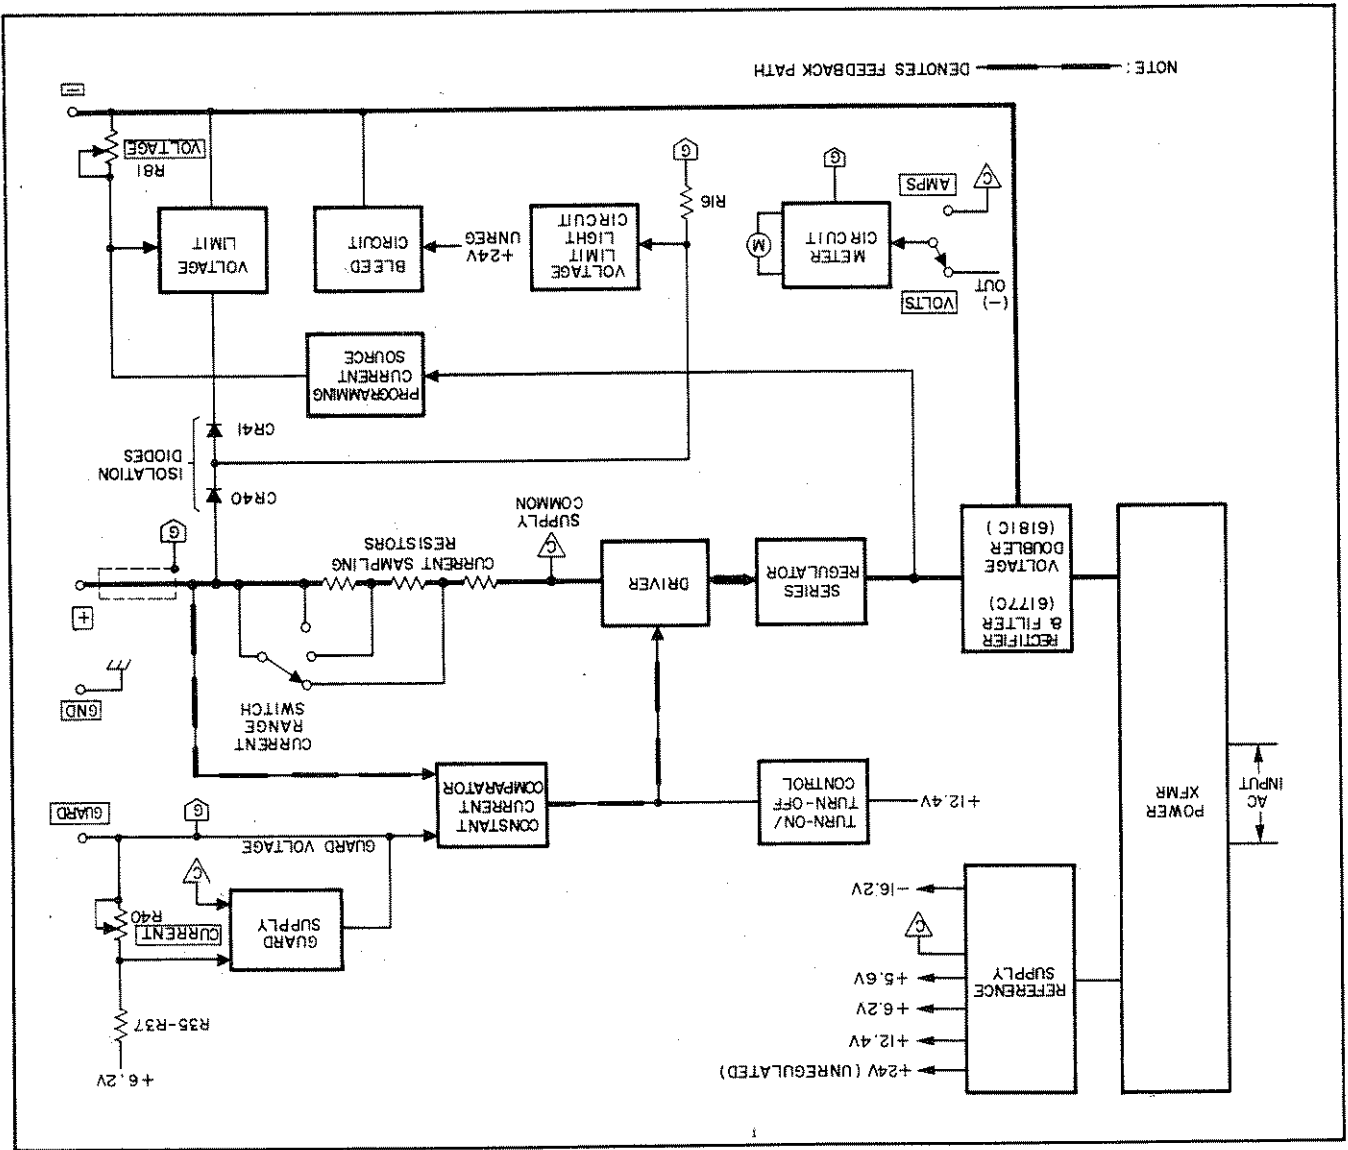 +24V (UNREGULATED)
+12.4V
+6.2V
+5.6V
C
-16.2V
REFERENCE
SUPPLY
+6.2V
R35-R37
CURRENT
R40
GUARD
SUPPLY
C
GUARD VOLTAGE
G
GUARD
AC
INPUT
POWER
XFMR
+12.4V
TURN-ON/
TURN-OFF
CONTROL
CONSTANT
CURRENT
COMPARATOR
CURRENT
RANGE
SWITCH
GND
+
RECTIFIER
& FILTER
(6177C)
VOLTAGE
DOUBLER
(6181C)
SERIES
REGULATOR
DRIVER
C
SUPPLY
COMMON
CURRENT SAMPLING
RESISTORS
G
CR40
CR41
ISOLATION
DIODES
PROGRAMMING
CURRENT
SOURCE
(-)
OUT
VOLTS
AMPS
C
METER
CIRCUIT
M
G
R16
G
VOLTAGE
LIMIT
LIGHT
CIRCUIT
+24V
UNREG
BLEED
CIRCUIT
VOLTAGE
LIMIT
R81
VOLTAGE
-
NOTE: DENOTES FEEDBACK PATH